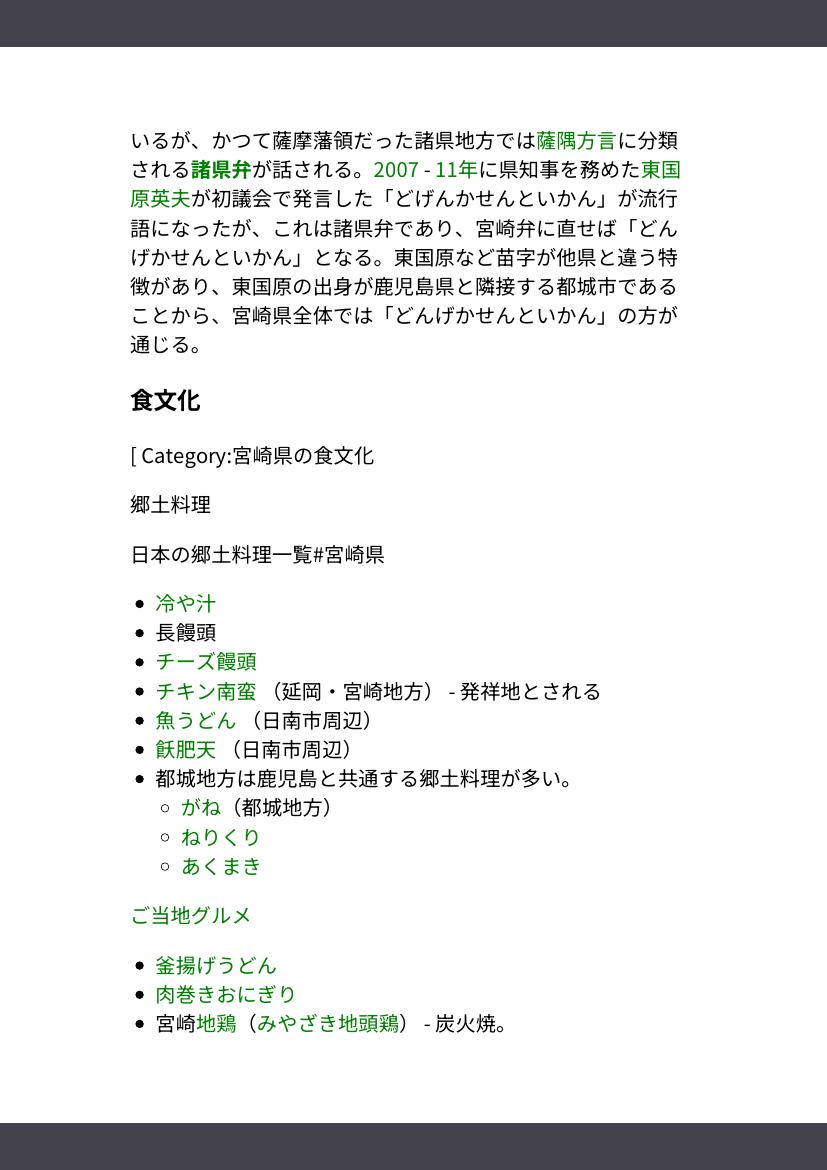 いるが、かつて薩摩藩領だった諸県地方では薩隅方言に分類
される諸県弁が話される。2007 - 11年に県知事を務めた東国
原英夫が初議会で発言した「どげんかせんといかん」が流行
語になったが、これは諸県弁であり、宮崎弁に直せば「どん
げかせんといかん」となる。東国原など苗字が他県と違う特
徴があり、東国原の出身が鹿児島県と隣接する都城市である
ことから、宮崎県全体では「どんげかせんといかん」の方が
通じる。
食文化
[ Category:宮崎県の食文化
郷土料理
日本の郷土料理一覧#宮崎県
• 冷や汁
• 長饅頭
• チーズ饅頭
• チキン南蛮 （延岡・宮崎地方） - 発祥地とされる
• 魚うどん （日南市周辺）
• 飫肥天 （日南市周辺）
• 都城地方は鹿児島と共通する郷土料理が多い。
◦ がね（都城地方）
◦ ねりくり
◦ あくまき
ご当地グルメ
• 釜揚げうどん
• 肉巻きおにぎり
• 宮崎地鶏（みやざき地頭鶏） - 炭火焼。